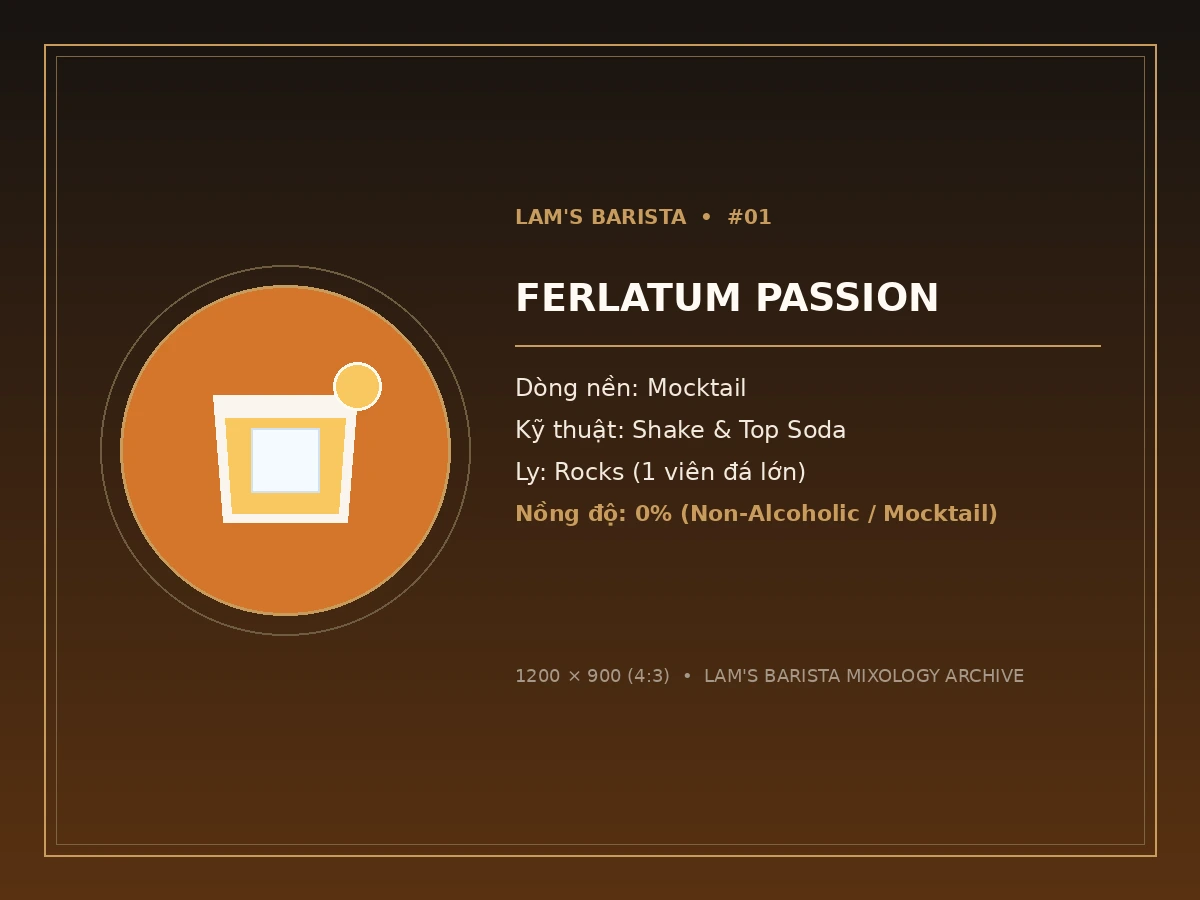 LAM'S BARISTA • #01
FERLATUM PASSION
Dòng nền: Mocktail
Kỹ thuật: Shake & Top Soda
Ly: Rocks (1 viên đá lớn)
Nồng độ: 0% (Non-Alcoholic / Mocktail)
1200 × 900 (4:3) • LAM'S BARISTA MIXOLOGY ARCHIVE